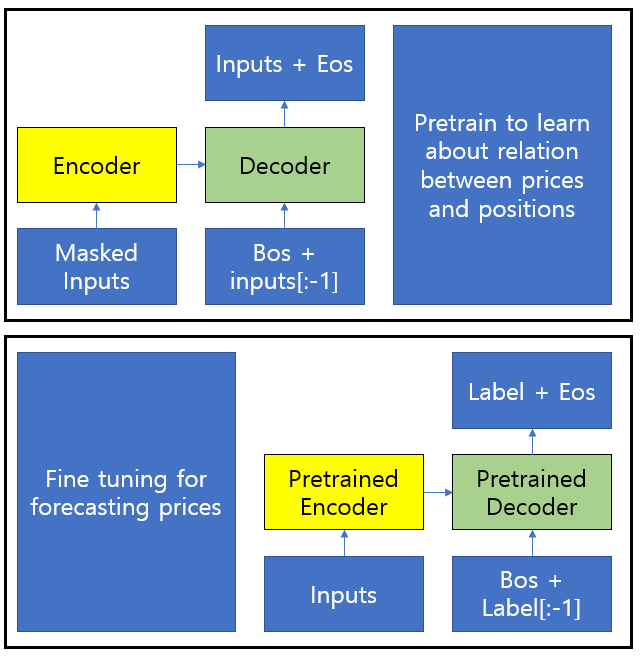 Inputs + Eos
Encoder
Decoder
Masked
Inputs
Bos +
inputs[:-1]
Pretrain to learn
about relation
between prices
and positions
Fine tuning for
forecasting prices
Label + Eos
Pretrained
Encoder
Pretrained
Decoder
Inputs
Bos +
Label[:-1]